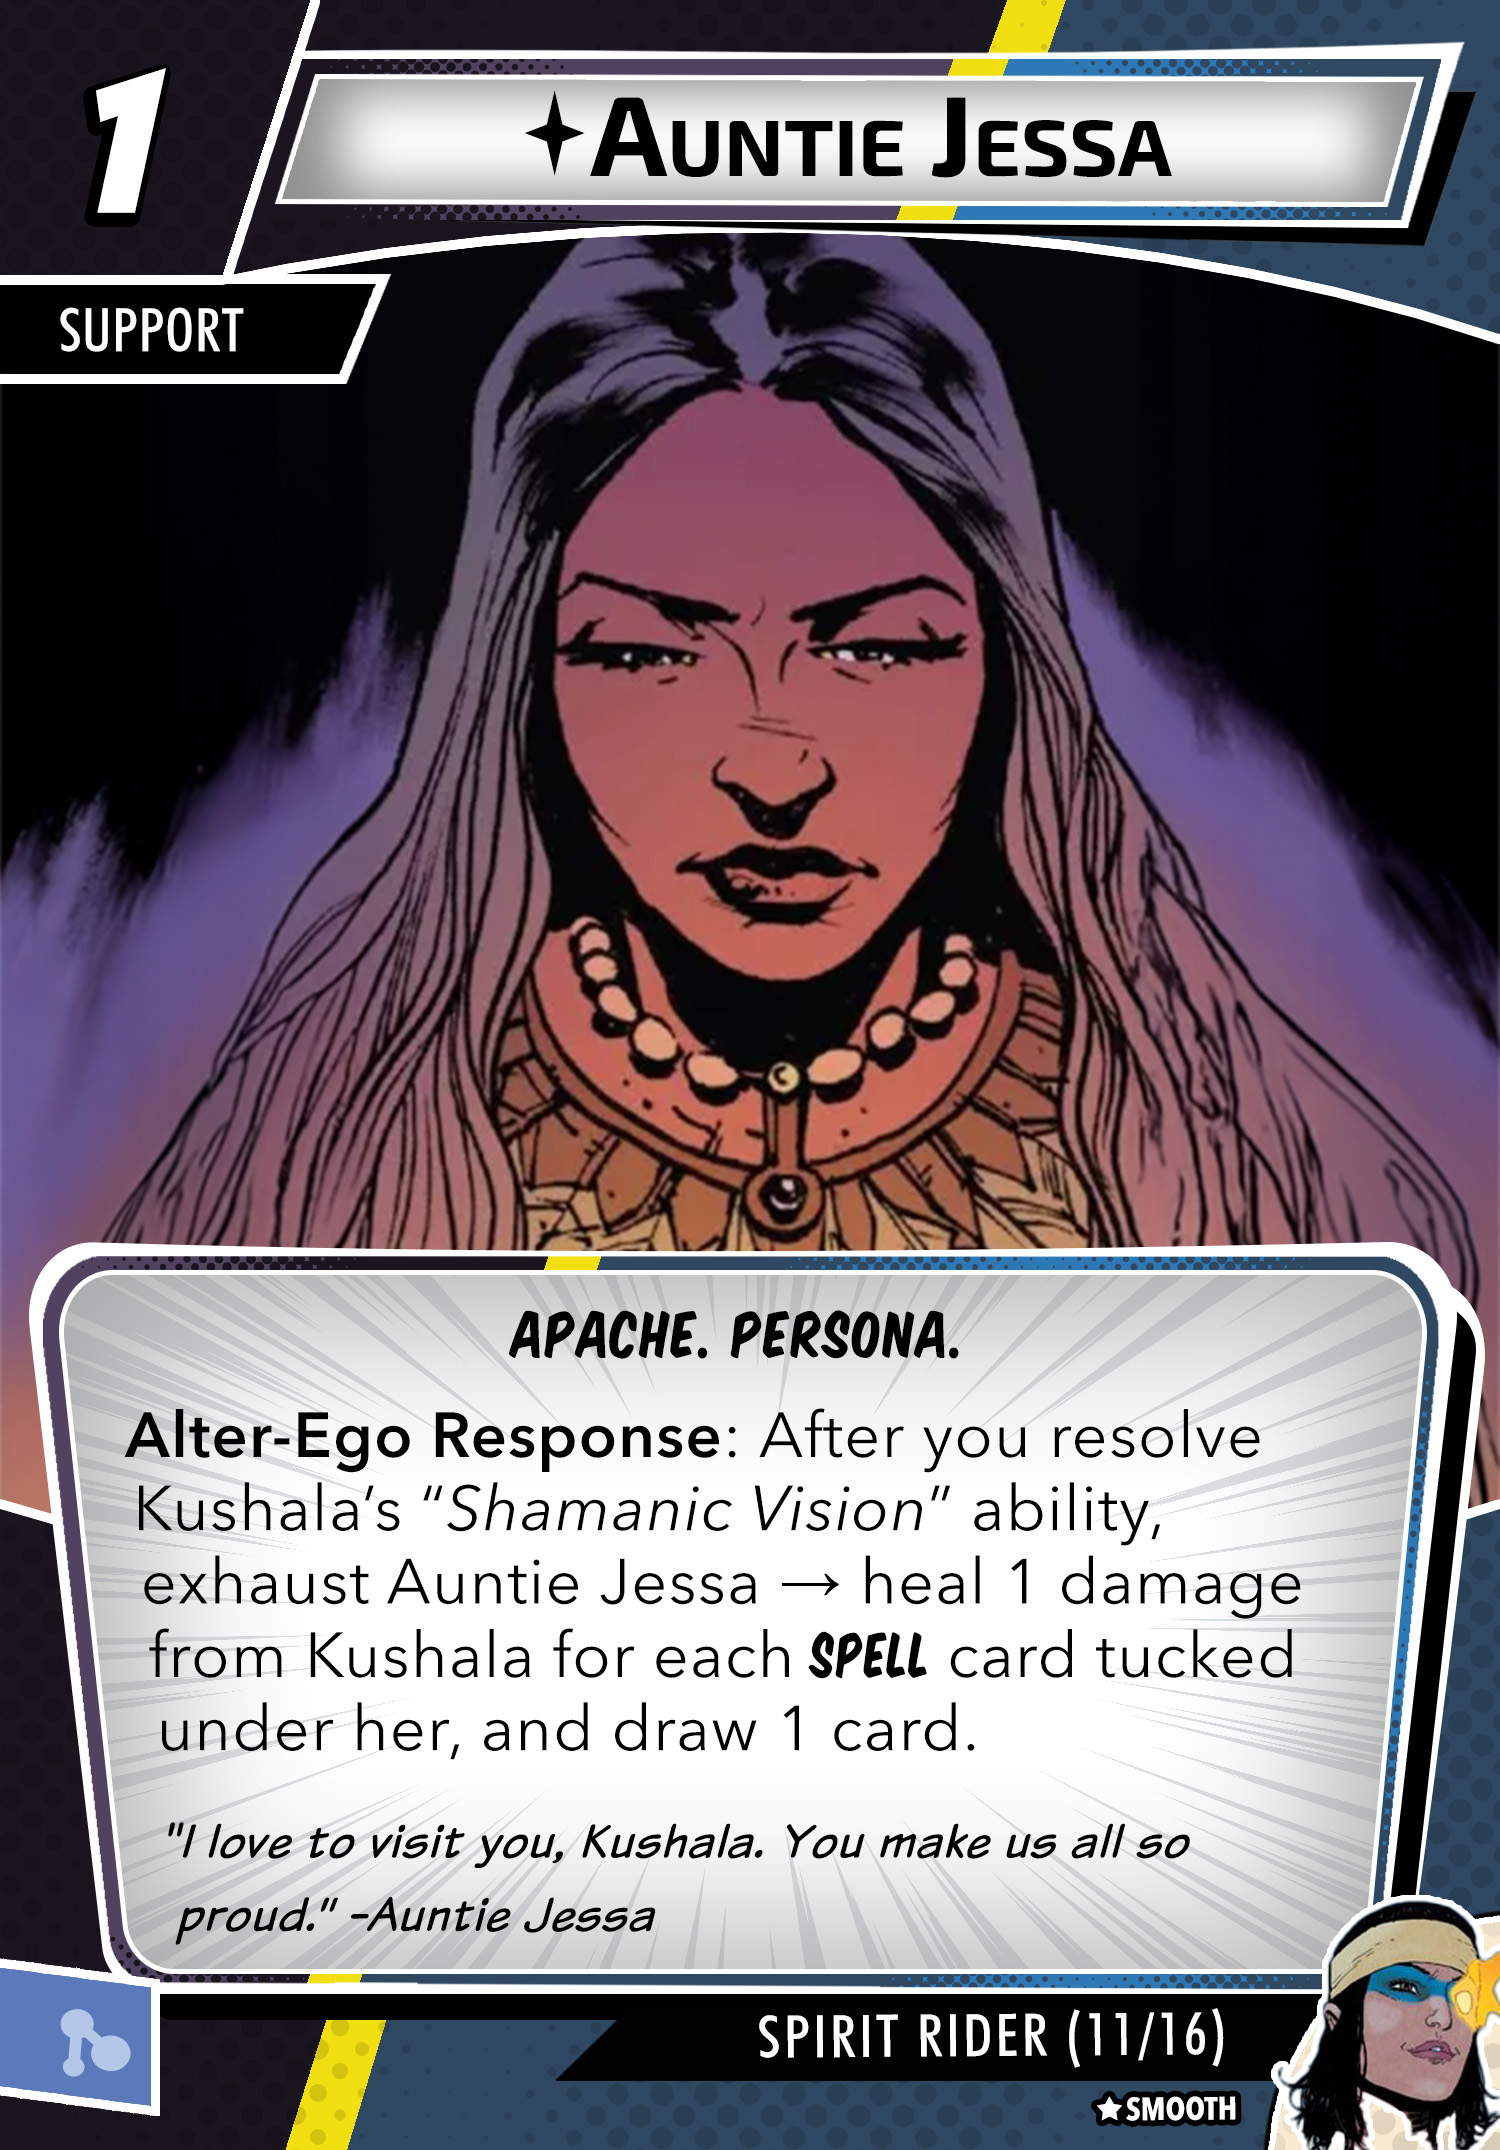 1
✦Auntie Jessa
SUPPORT
APACHE. PERSONA.
Alter-Ego Response: After you resolve
Kushala’s “Shamanic Vision” ability,
exhaust Auntie Jessa → heal 1 damage
from Kushala for each SPELL card tucked
under her, and draw 1 card.
"I love to visit you, Kushala. You make us all so
proud." -Auntie Jessa
SPIRIT RIDER (11/16)
★SMOOTH